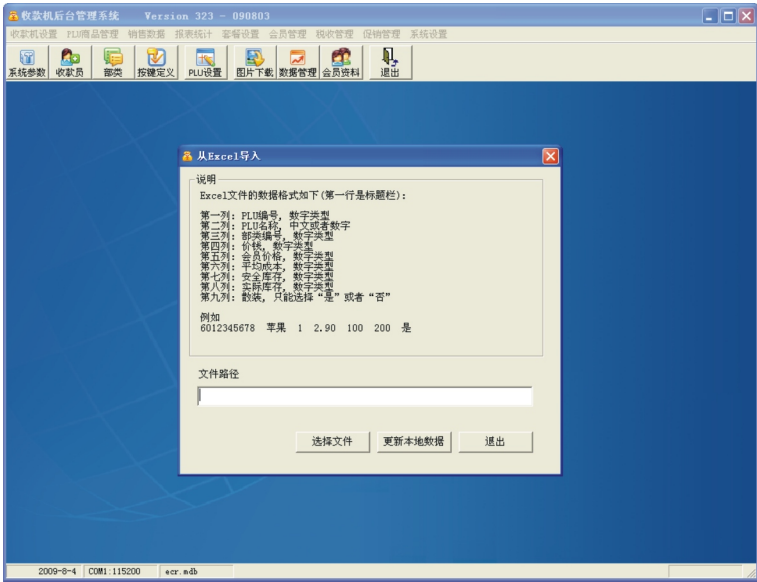 收款机后台管理系统 Version 323 - 090803
收款机设置 PLU商品管理 销售数据 报表统计 套餐设置 会员管理 税收管理 促销管理 系统设置
系统参数 收款员 部类 按键定义 PLU设置 图片下载 数据管理 会员资料 退出
从Excel导入
说明
Excel文件的数据格式如下(第一行是标题栏):
第一列: PLU编号, 数字类型
第二列: PLU名称, 中文或者数字
第三列: 部类编号, 数字类型
第四列: 价钱, 数字类型
第五列: 会员价格, 数字类型
第六列: 平均成本, 数字类型
第七列: 安全库存, 数字类型
第八列: 实际库存, 数字类型
第九列: 散装, 只能选择“是”或者“否”
例如
6012345678 苹果 1 2.90 100 200 是
文件路径
选择文件 更新本地数据 退出
2009-8-4 COM1:115200 ecr.mdb